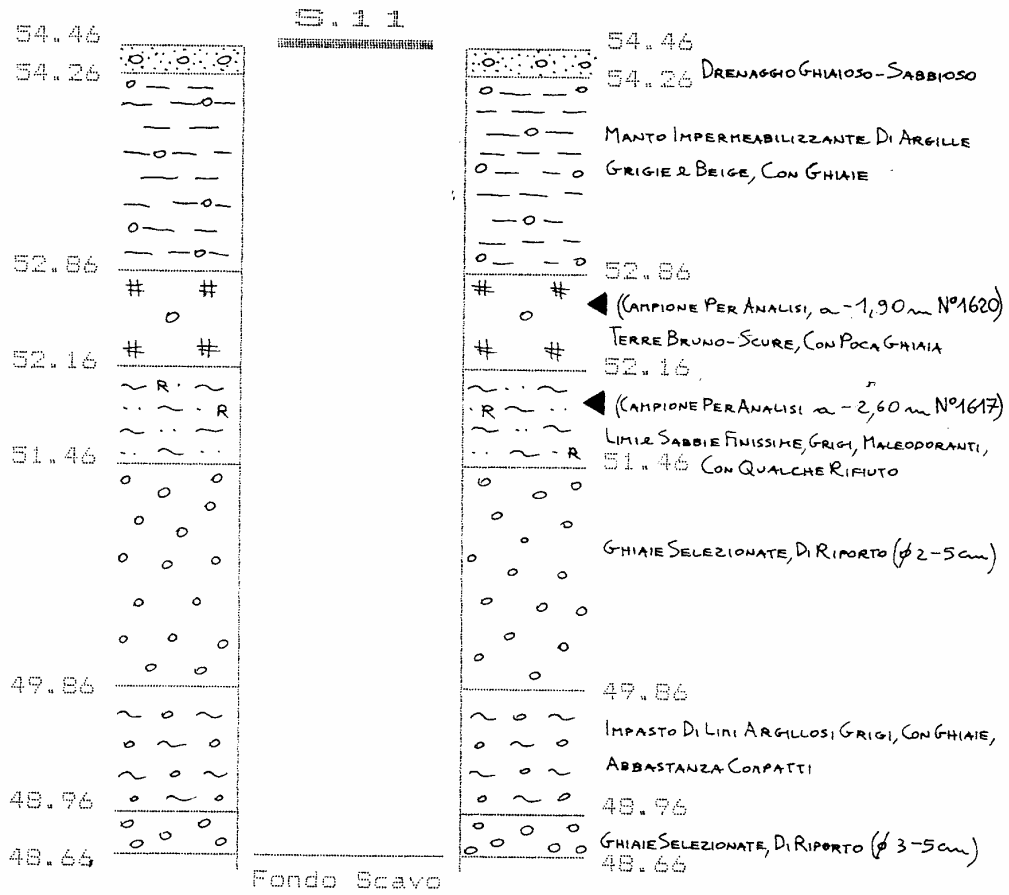 S.11
54.46
54.46
54.26
54.26 DRENAGGIO GHIAIOSO-SABBIOSO
MANTO IMPERMEABILIZZANTE DI ARGILLE
GRIGIE e BEIGE, CON GHIAIE
52.86
52.86
(CAMPIONE PER ANALISI, a -1,90 m N°1620)
TERRE BRUNO-SCURE, CON POCA GHIAIA
52.16
52.16
R
R
R
(CAMPIONE PER ANALISI a -2,60 m N°1617)
LIMI e SABBIE FINISSIME, GRIGI, MALEODORANTI,
R
51.46
51.46 CON QUALCHE RIFIUTO
GHIAIE SELEZIONATE, DI RIPORTO (ϕ 2-5 cm)
49.86
49.86
IMPASTO DI LIMI ARGILLOSI GRIGI, CON GHIAIE,
ABBASTANZA COMPATTI
48.96
48.96
GHIAIE SELEZIONATE, DI RIPORTO (ϕ 3-5 cm)
48.66
48.66
Fondo Scavo